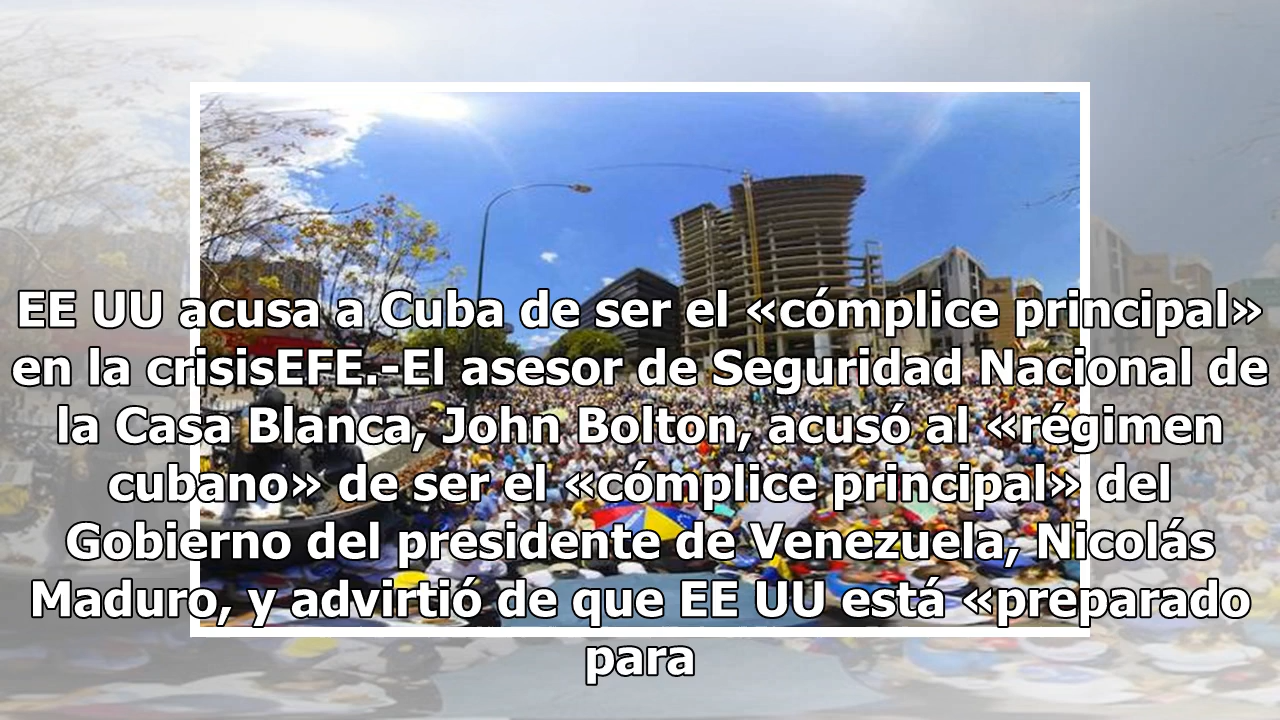 EE UU acusa a Cuba de ser el «cómplice principal»
en la crisisEFE.-El asesor de Seguridad Nacional de
la Casa Blanca, John Bolton, acusó al «régimen
cubano» de ser el «cómplice principal» del
Gobierno del presidente de Venezuela, Nicolás
Maduro, y advirtió de que EE UU está «preparado
para